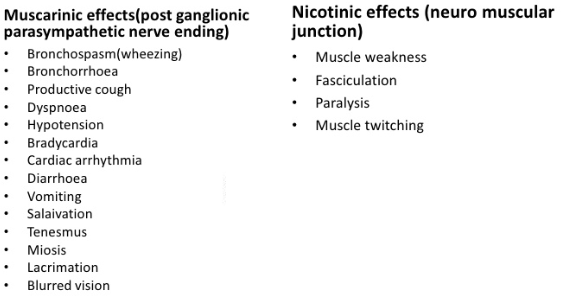 Muscarinic effects(post ganglionic
parasympathetic nerve ending)
• Bronchospasm(wheezing)
• Bronchorrhoea
• Productive cough
• Dyspnoea
• Hypotension
• Bradycardia
• Cardiac arrhythmia
• Diarrhoea
• Vomiting
• Salaivation
• Tenesmus
• Miosis
• Lacrimation
• Blurred vision
Nicotinic effects (neuro muscular
junction)
• Muscle weakness
• Fasciculation
• Paralysis
• Muscle twitching